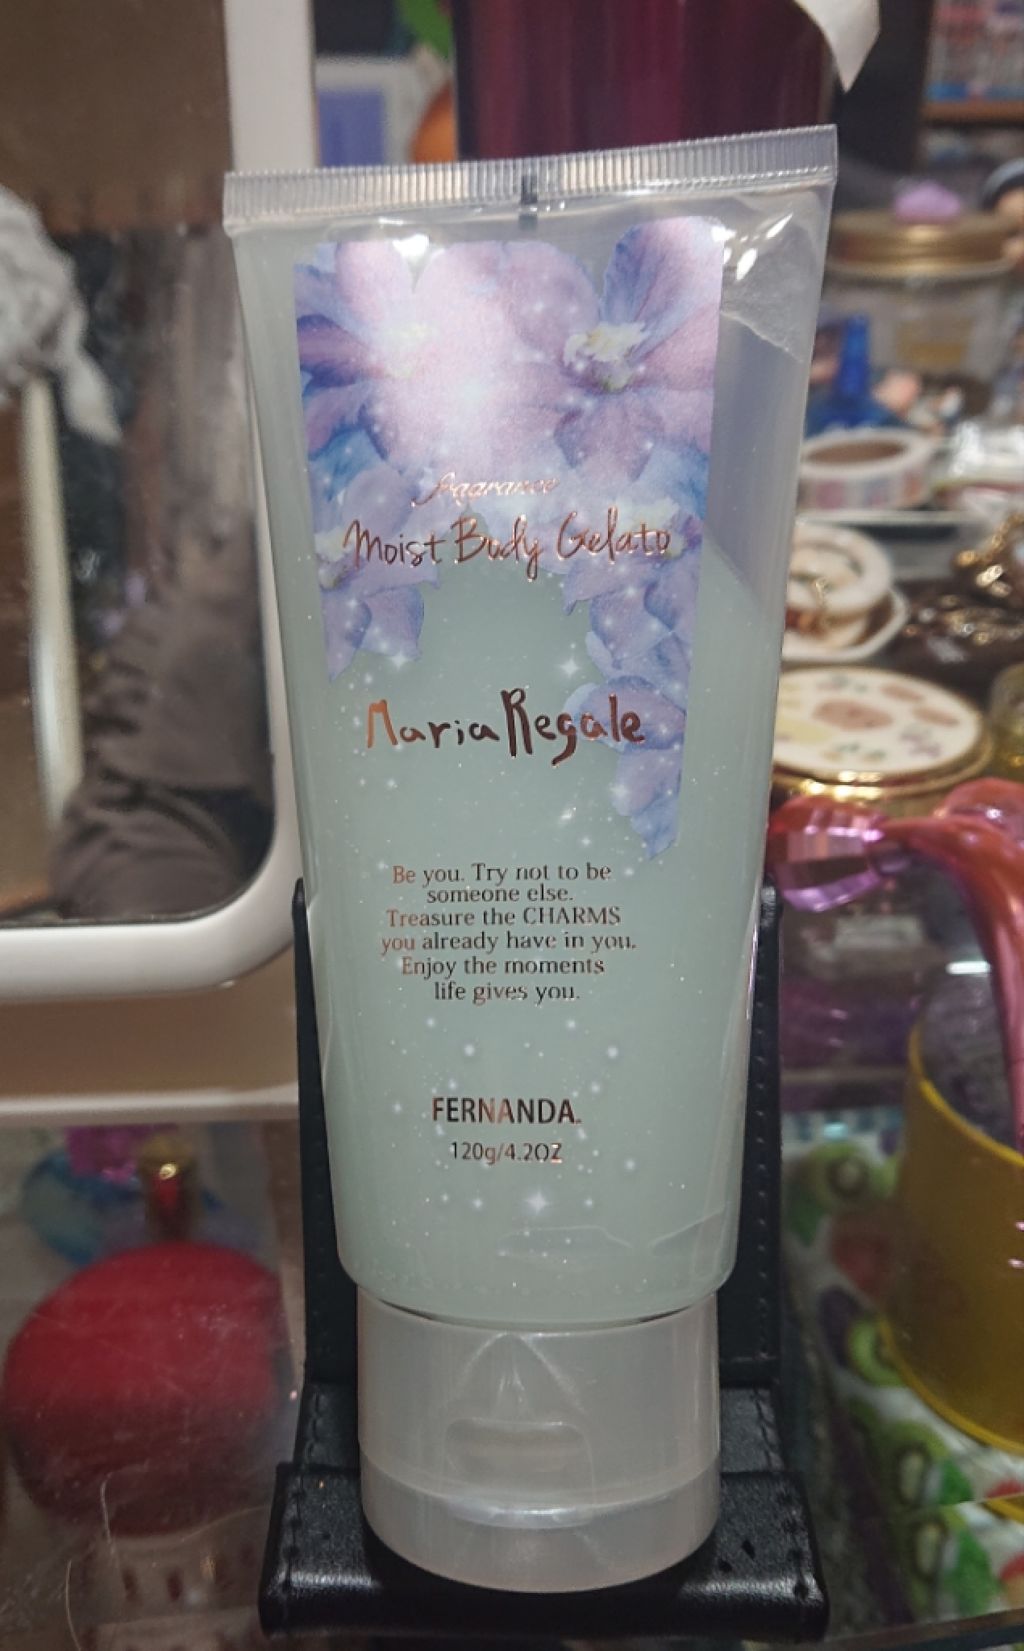 fragrance
Moist Body Gelato
Maria Regale
Be you. Try not to be
someone else.
Treasure the CHARMS
you already have in you.
Enjoy the moments
life gives you.
FERNANDA.
120g/4.2OZ